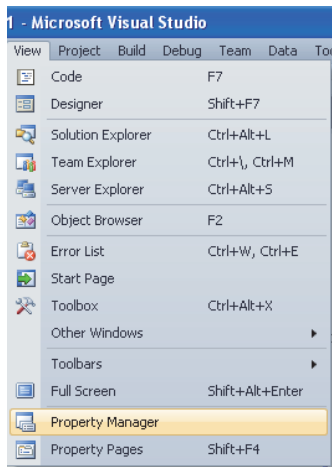 1 - Microsoft Visual Studio
View Project Build Debug Team Data To
Code F7
Designer Shift+F7
Solution Explorer Ctrl+Alt+L
Team Explorer Ctrl+\, Ctrl+M
Server Explorer Ctrl+Alt+S
Object Browser F2
Error List Ctrl+W, Ctrl+E
Start Page
Toolbox Ctrl+Alt+X
Other Windows
Toolbars
Full Screen Shift+Alt+Enter
Property Manager
Property Pages Shift+F4